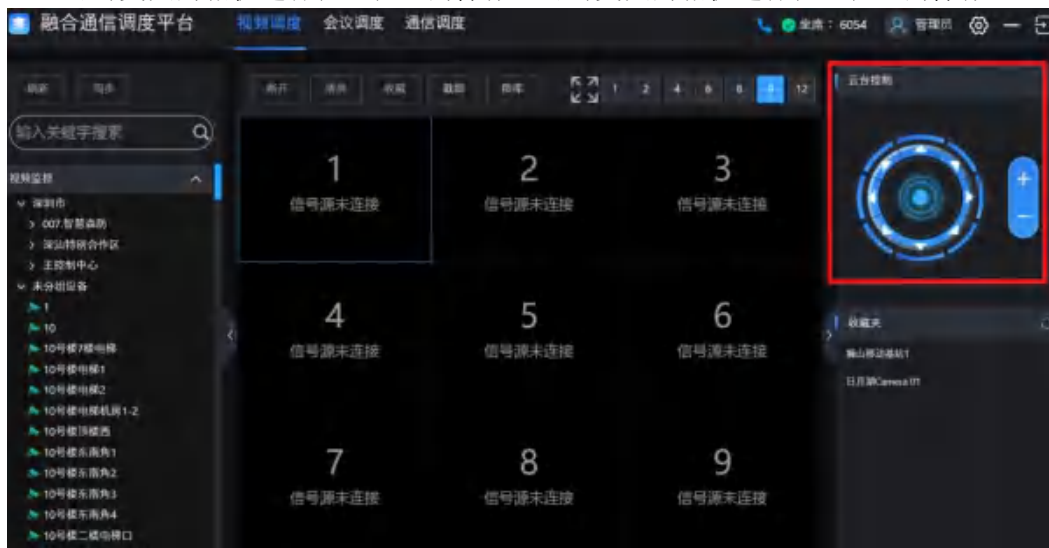 融合通信调度平台
视频调度 会议调度 通信调度
坐席：6054 管理员
刷新 同步
断开 清屏 收藏 截图
1 2 4 6 8 9 12
云台控制
输入关键字搜索
视频监控
深圳市
007.智慧森防
深汕特别合作区
主控制中心
未分组设备
1
10
10号楼7楼电梯
10号楼电梯1
10号楼电梯2
10号楼电梯机房1-2
10号楼顶楼西
10号楼东南角1
10号楼东南角2
10号楼东南角3
10号楼东南角4
10号楼二楼电梯口
1
信号源未连接
2
信号源未连接
3
信号源未连接
4
信号源未连接
5
信号源未连接
6
信号源未连接
7
信号源未连接
8
信号源未连接
9
信号源未连接
收藏夹
日月湖Camera 01